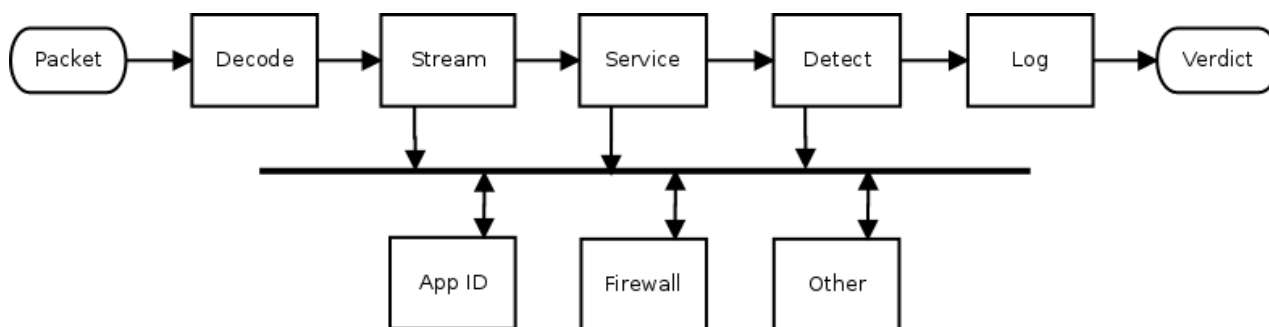 Packet
Decode
Stream
Service
Detect
Log
Verdict
App ID
Firewall
Other